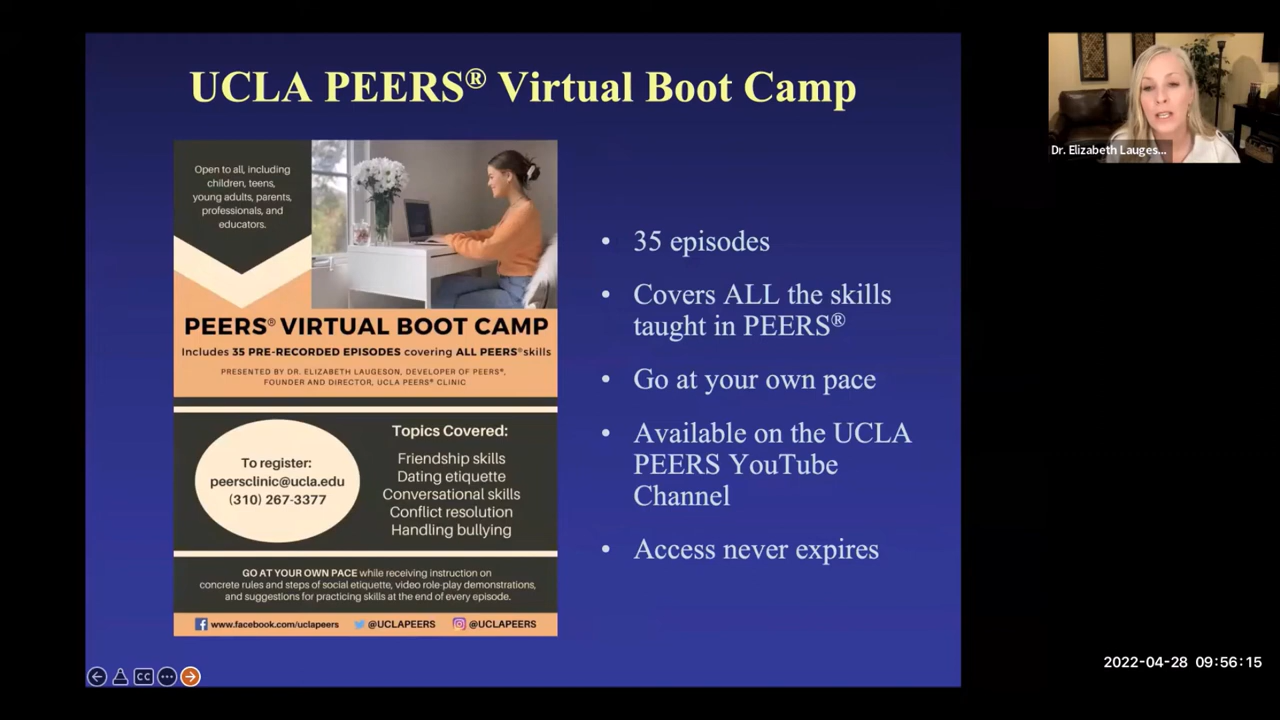 UCLA PEERS® Virtual Boot Camp
Open to all, including
children, teens,
young adults, parents,
professionals, and
educators.
PEERS® VIRTUAL BOOT CAMP
Includes 35 PRE-RECORDED EPISODES covering ALL PEERS® skills
PRESENTED BY DR. ELIZABETH LAUGESON, DEVELOPER OF PEERS®,
FOUNDER AND DIRECTOR, UCLA PEERS® CLINIC
To register:
peersclinic@ucla.edu
(310) 267-3377
Topics Covered:
Friendship skills
Dating etiquette
Conversational skills
Conflict resolution
Handling bullying
GO AT YOUR OWN PACE while receiving instruction on
concrete rules and steps of social etiquette, video role-play demonstrations,
and suggestions for practicing skills at the end of every episode.
www.facebook.com/uclapeers @UCLAPEERS @UCLAPEERS
• 35 episodes
• Covers ALL the skills
taught in PEERS®
• Go at your own pace
• Available on the UCLA
PEERS YouTube
Channel
• Access never expires
CC
Dr. Elizabeth Lauges...
2022-04-28 09:56:15